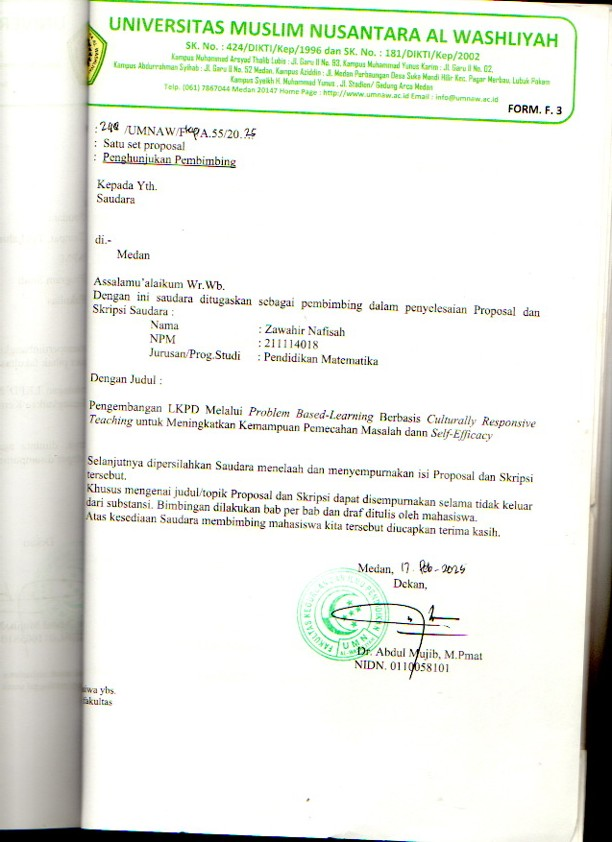 UNIVERSITAS MUSLIM NUSANTARA AL WASHLIYAH
SK. No. : 424/DIKTI/Kep/1996 dan SK. No. : 181/DIKTI/Kep/2002
Kampus Muhammad Arsyad Thalib Lubis : Jl. Garu II No. 93, Kampus Muhammad Yunus Karim : Jl. Garu II No. 02,
Kampus Abdurrahman Syihab : Jl. Garu II No. 52 Medan, Kampus Aziddin : Jl. Medan Perbaungan Desa Suka Mandi Hilir Kec. Pagar Merbau, Lubuk Pakam
Kampus Syeikh H. Muhammad Yunus : Jl. Stadion/ Gedung Arca Medan
Telp. (061) 7867044 Medan 20147 Home Page : http://www.umnaw.ac.id Email : info@umnaw.ac.id
FORM. F. 3
: /UMNAW/ A.55/20.25
: Satu set proposal
: Penghunjukan Pembimbing
Kepada Yth.
Saudara
di.-
Medan
Assalamu'alaikum Wr.Wb.
Dengan ini saudara ditugaskan sebagai pembimbing dalam penyelesaian Proposal dan
Skripsi Saudara :
Nama : Zawahir Nafisah
NPM : 211114018
Jurusan/Prog.Studi : Pendidikan Matematika
Dengan Judul :
Pengembangan LKPD Melalui Problem Based-Learning Berbasis Culturally Responsive
Teaching untuk Meningkatkan Kemampuan Pemecahan Masalah dann Self-Efficacy
Selanjutnya dipersilahkan Saudara menelaah dan menyempurnakan isi Proposal dan Skripsi
tersebut.
Khusus mengenai judul/topik Proposal dan Skripsi dapat disempurnakan selama tidak keluar
dari substansi. Bimbingan dilakukan bab per bab dan draf ditulis oleh mahasiswa.
Atas kesediaan Saudara membimbing mahasiswa kita tersebut diucapkan terima kasih.
Medan, 17 Feb-2025
Dekan,
UMN
Dr. Abdul Mujib, M.Pmat
NIDN. 0110058101
wa ybs.
akultas